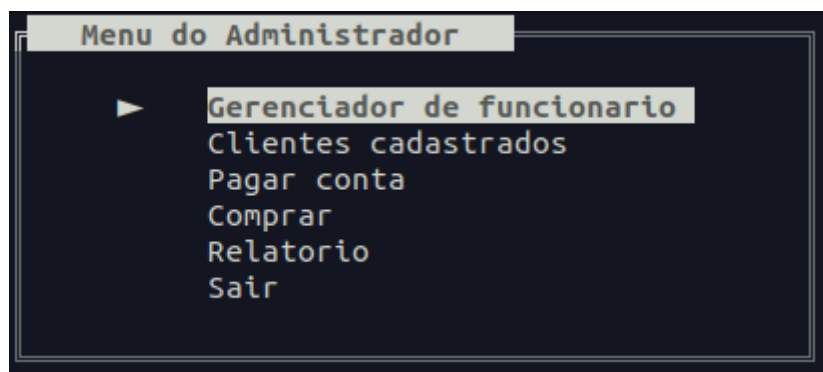 Menu do Administrador
► Gerenciador de funcionario
Clientes cadastrados
Pagar conta
Comprar
Relatorio
Sair